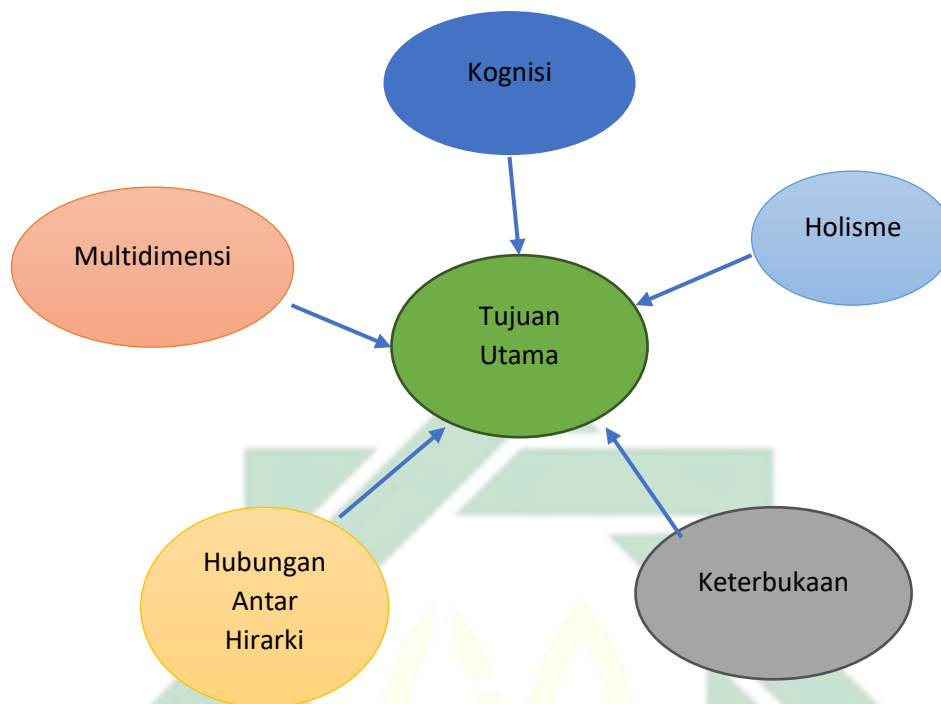 Kognisi
Multidimensi
Holisme
Tujuan
Utama
Hubungan
Antar
Hirarki
Keterbukaan